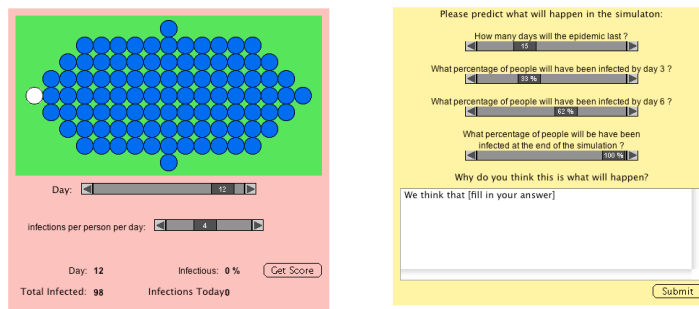 Day: 12
infections per person per day: 4
Day: 12 Infectious: 0 % Get Score
Total Infected: 98 Infections Today0
Please predict what will happen in the simulaton:
How many days will the epidemic last ?
15
What percentage of people will have been infected by day 3 ?
33 %
What percentage of people will have been infected by day 6 ?
62 %
What percentage of people will be have been
infected at the end of the simulation ?
100 %
Why do you think this is what will happen?
We think that [fill in your answer]
Submit